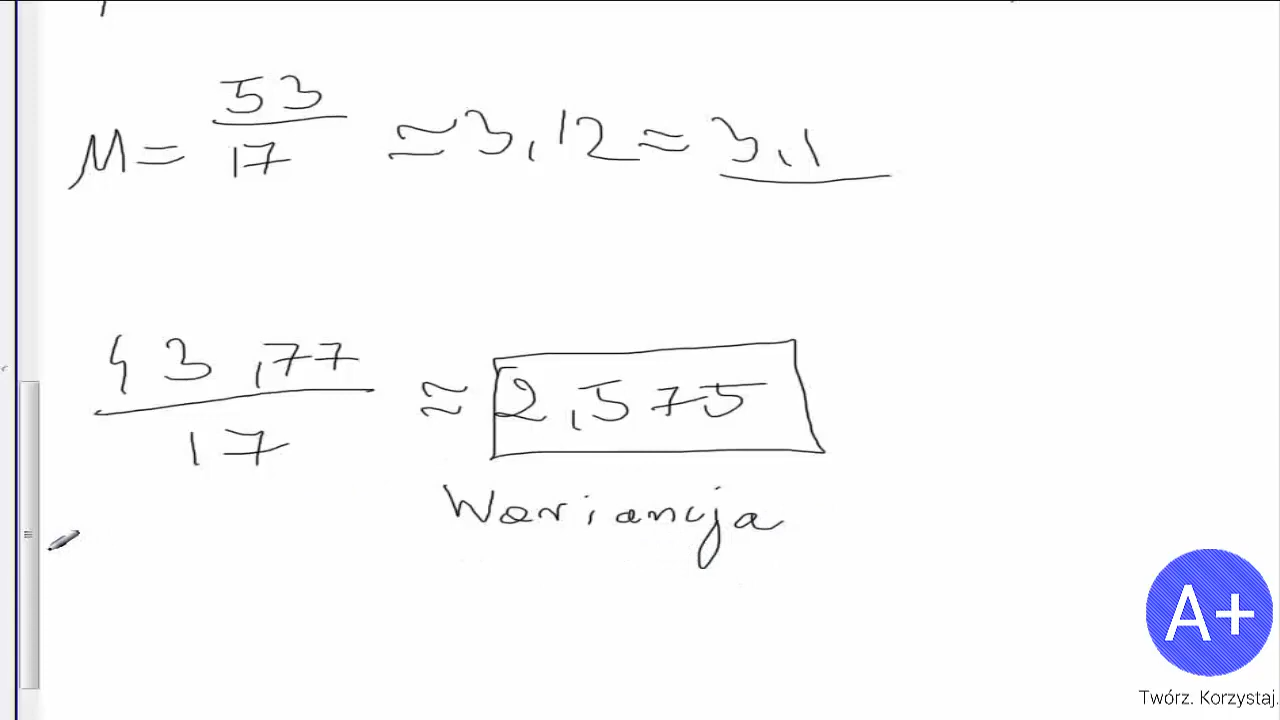 μ = 53/17 ≈ 3,12 ≈ 3,1
43,77/17 ≈ 2,575
Wariancja
A+
Twórz. Korzystaj.